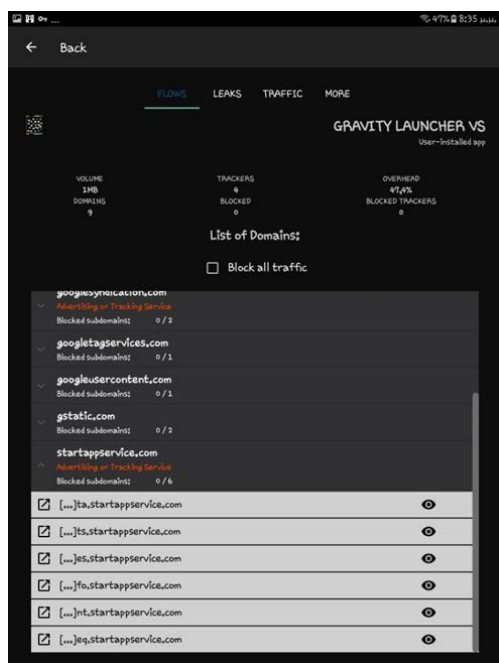 ... 47% 8:35 μ.μ.
Back
FLOWS LEAKS TRAFFIC MORE
GRAVITY LAUNCHER VS
User-installed app
VOLUME TRACKERS OVERHEAD
1MB 4 47,4%
DOMAINS BLOCKED BLOCKED TRACKERS
9 0 0
List of Domains:
Block all traffic
googlesyndication.com
Advertising or Tracking Service
Blocked subdomains: 0 / 2
googletagservices.com
Blocked subdomains: 0 / 1
googleusercontent.com
Blocked subdomains: 0 / 1
gstatic.com
Blocked subdomains: 0 / 2
startappservice.com
Advertising or Tracking Service
Blocked subdomains: 0 / 6
[...]ta.startappservice.com
[...]ts.startappservice.com
[...]es.startappservice.com
[...]fo.startappservice.com
[...]nt.startappservice.com
[...]eq.startappservice.com